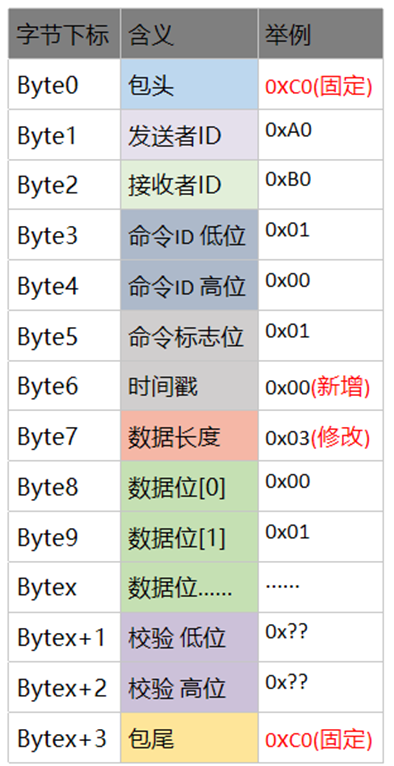 字节下标 含义 举例
Byte0 包头 0XC0(固定)
Byte1 发送者ID 0xA0
Byte2 接收者ID 0xB0
Byte3 命令ID 低位 0x01
Byte4 命令ID 高位 0x00
Byte5 命令标志位 0x01
Byte6 时间戳 0x00(新增)
Byte7 数据长度 0x03(修改)
Byte8 数据位[0] 0x00
Byte9 数据位[1] 0x01
Bytex 数据位...... ......
Bytex+1 校验 低位 0x??
Bytex+2 校验 高位 0x??
Bytex+3 包尾 0XC0(固定)